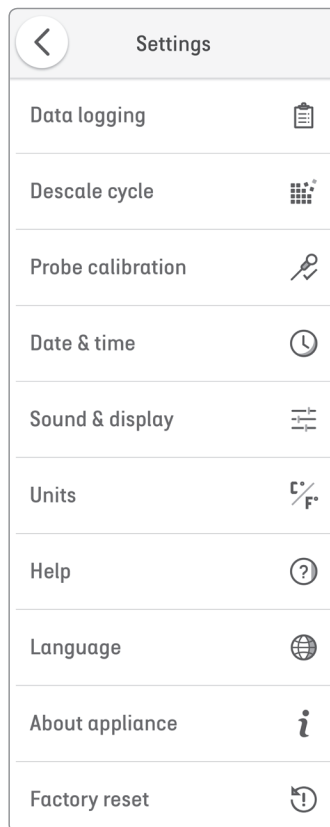 Settings
Data logging
Descale cycle
Probe calibration
Date & time
Sound & display
Units
C°/F°
Help
Language
About appliance
Factory reset